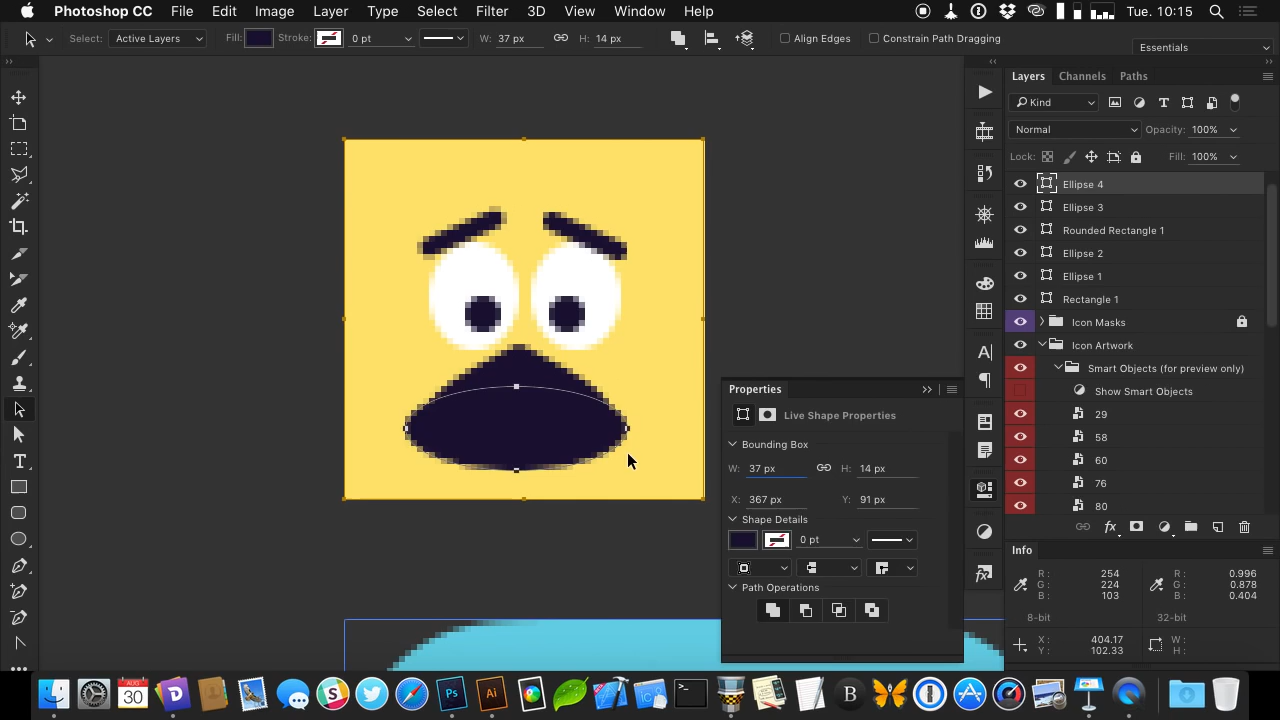 Photoshop CC File Edit Image Layer Type Select Filter 3D View Window Help Tue. 10:15
Select: Active Layers Fill: Stroke: 0 pt W: 37 px H: 14 px Align Edges Constrain Path Dragging
Essentials
Layers Channels Paths
Kind
Normal Opacity: 100%
Lock: Fill: 100%
Ellipse 4
Ellipse 3
Rounded Rectangle 1
Ellipse 2
Ellipse 1
Rectangle 1
Icon Masks
Icon Artwork
Smart Objects (for preview only)
Show Smart Objects
29
58
60
76
80
Properties
Live Shape Properties
Bounding Box
W: 37 px H: 14 px
X: 367 px Y: 91 px
Shape Details
0 pt
Path Operations
Info
R: 254 R: 0.996
G: 224 G: 0.878
B: 103 B: 0.404
8-bit 32-bit
X: 404.17 W:
Y: 102.33 H:
AUG
30
Ps
Ai
B